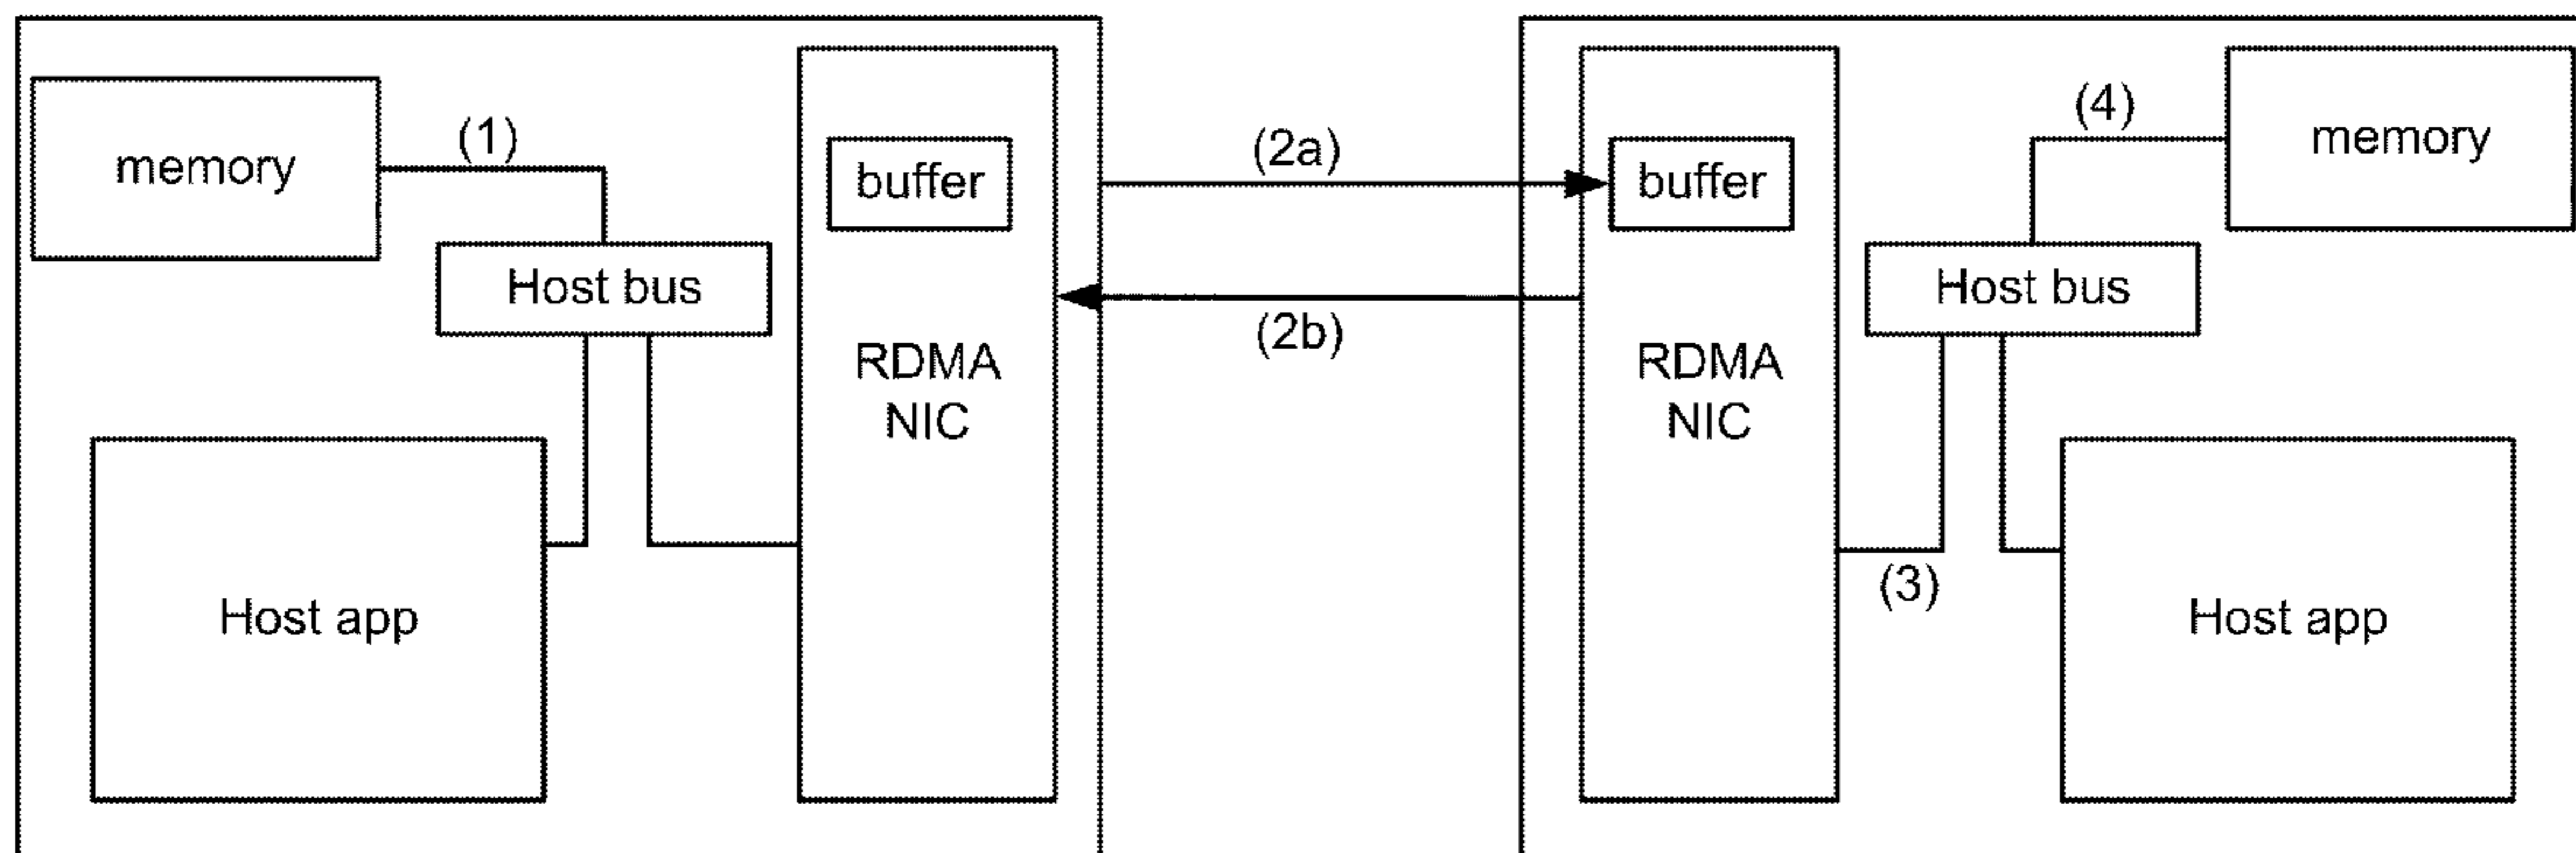 memory
(1)
Host bus
Host app
buffer
RDMA
NIC
(2a)
(2b)
buffer
RDMA
NIC
(3)
(4)
Host bus
memory
Host app